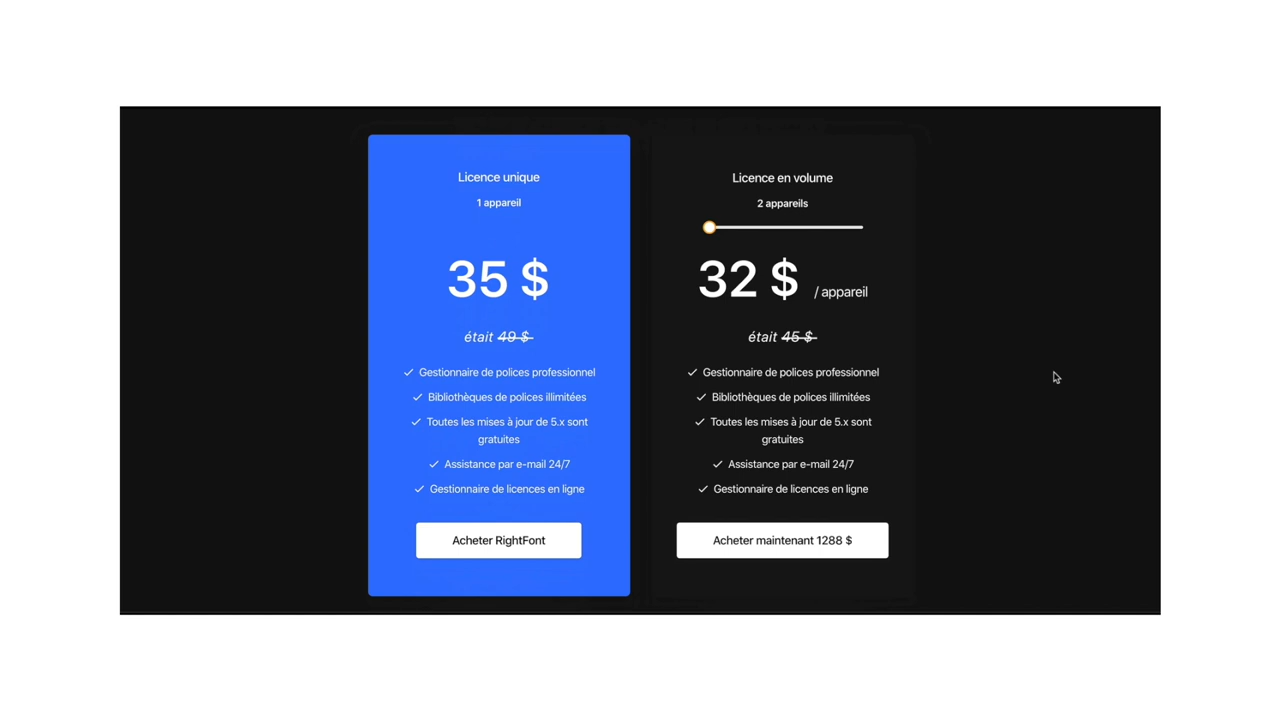 Licence unique
1 appareil
35 $
était 49 $
Gestionnaire de polices professionnel
Bibliothèques de polices illimitées
Toutes les mises à jour de 5.x sont
gratuites
Assistance par e-mail 24/7
Gestionnaire de licences en ligne
Acheter RightFont
Licence en volume
2 appareils
32 $ / appareil
était 45 $
Gestionnaire de polices professionnel
Bibliothèques de polices illimitées
Toutes les mises à jour de 5.x sont
gratuites
Assistance par e-mail 24/7
Gestionnaire de licences en ligne
Acheter maintenant 1288 $